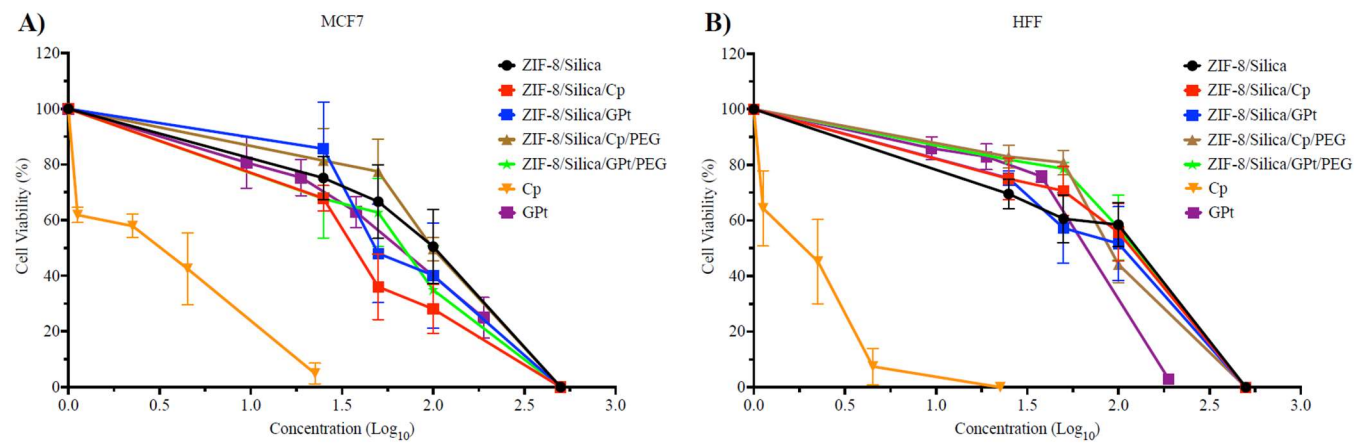 A)
MCF7
120
100
80
60
40
20
0
Cell Viability (%)
0.0 0.5 1.0 1.5 2.0 2.5 3.0
Concentration (Log10)
ZIF-8/Silica
ZIF-8/Silica/Cp
ZIF-8/Silica/GPt
ZIF-8/Silica/Cp/PEG
ZIF-8/Silica/GPt/PEG
Cp
GPt
B)
HFF
120
100
80
60
40
20
0
Cell Viability (%)
0.0 0.5 1.0 1.5 2.0 2.5 3.0
Concentration (Log10)
ZIF-8/Silica
ZIF-8/Silica/Cp
ZIF-8/Silica/GPt
ZIF-8/Silica/Cp/PEG
ZIF-8/Silica/GPt/PEG
Cp
GPt